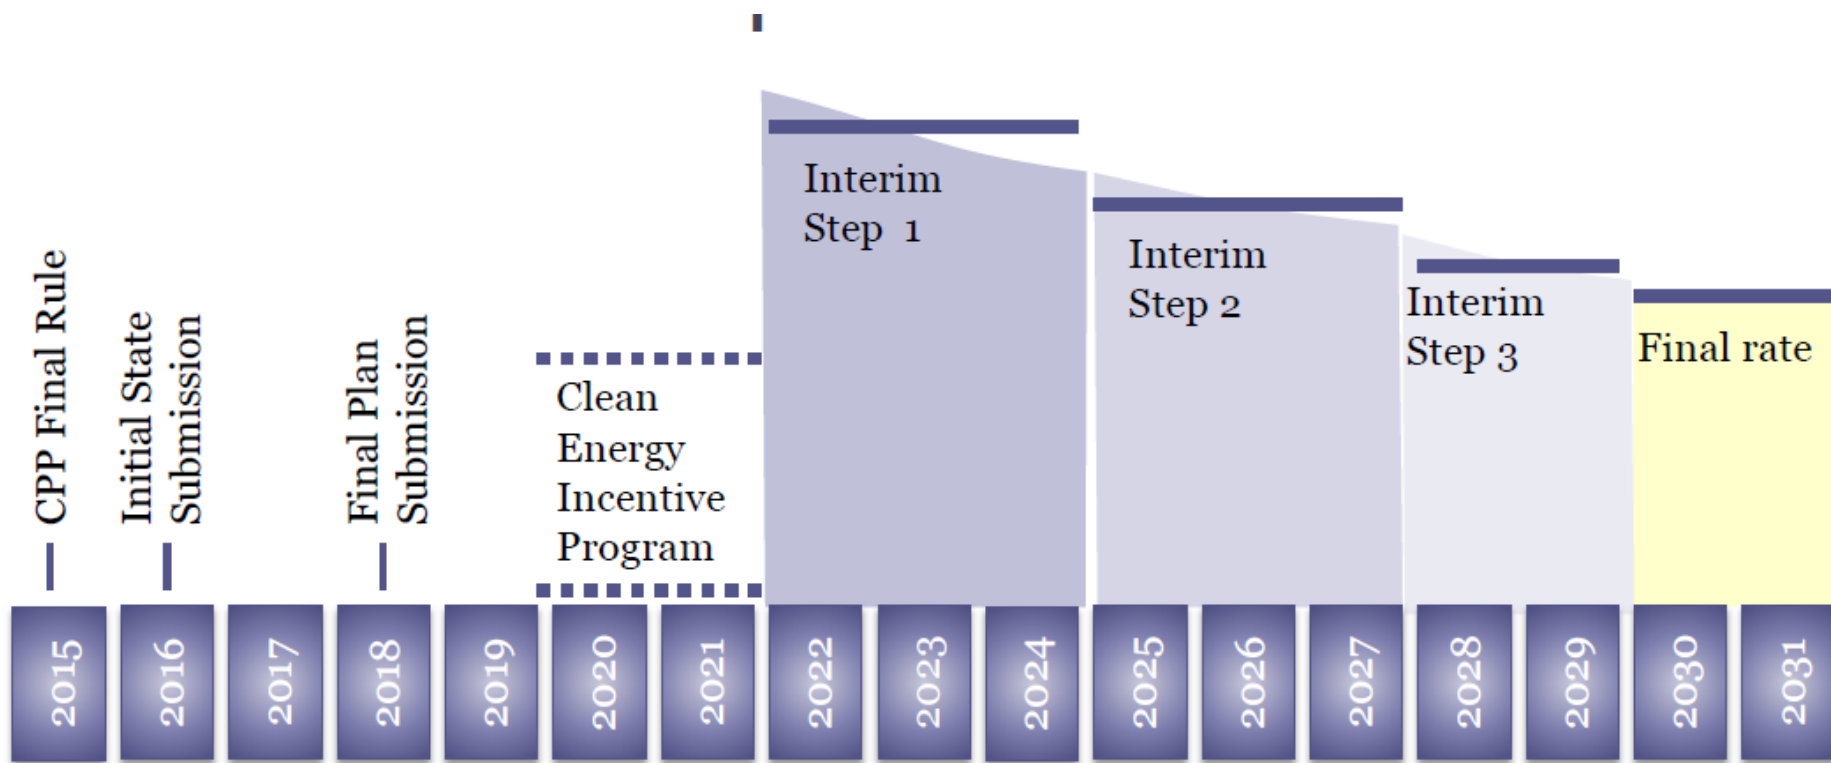 CPP Final Rule
Initial State
Submission
Final Plan
Submission
Clean
Energy
Incentive
Program
Interim
Step 1
Interim
Step 2
Interim
Step 3
Final rate
2015
2016
2017
2018
2019
2020
2021
2022
2023
2024
2025
2026
2027
2028
2029
2030
2031